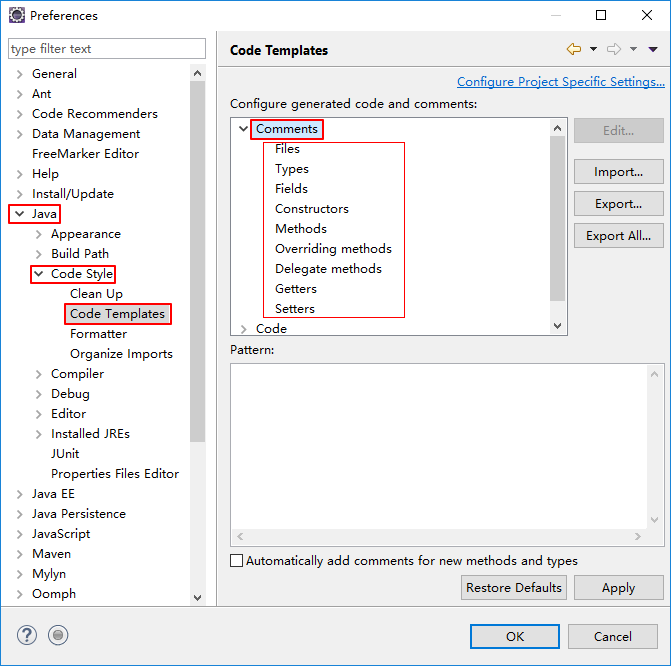 Preferences
type filter text
General
Ant
Code Recommenders
Data Management
FreeMarker Editor
Help
Install/Update
Java
Appearance
Build Path
Code Style
Clean Up
Code Templates
Formatter
Organize Imports
Compiler
Debug
Editor
Installed JREs
JUnit
Properties Files Editor
Java EE
Java Persistence
JavaScript
Maven
Mylyn
Oomph
Code Templates
Configure Project Specific Settings...
Configure generated code and comments:
Comments
Files
Types
Fields
Constructors
Methods
Overriding methods
Delegate methods
Getters
Setters
Code
Edit...
Import...
Export...
Export All...
Pattern:
Automatically add comments for new methods and types
Restore Defaults
Apply
?
OK
Cancel